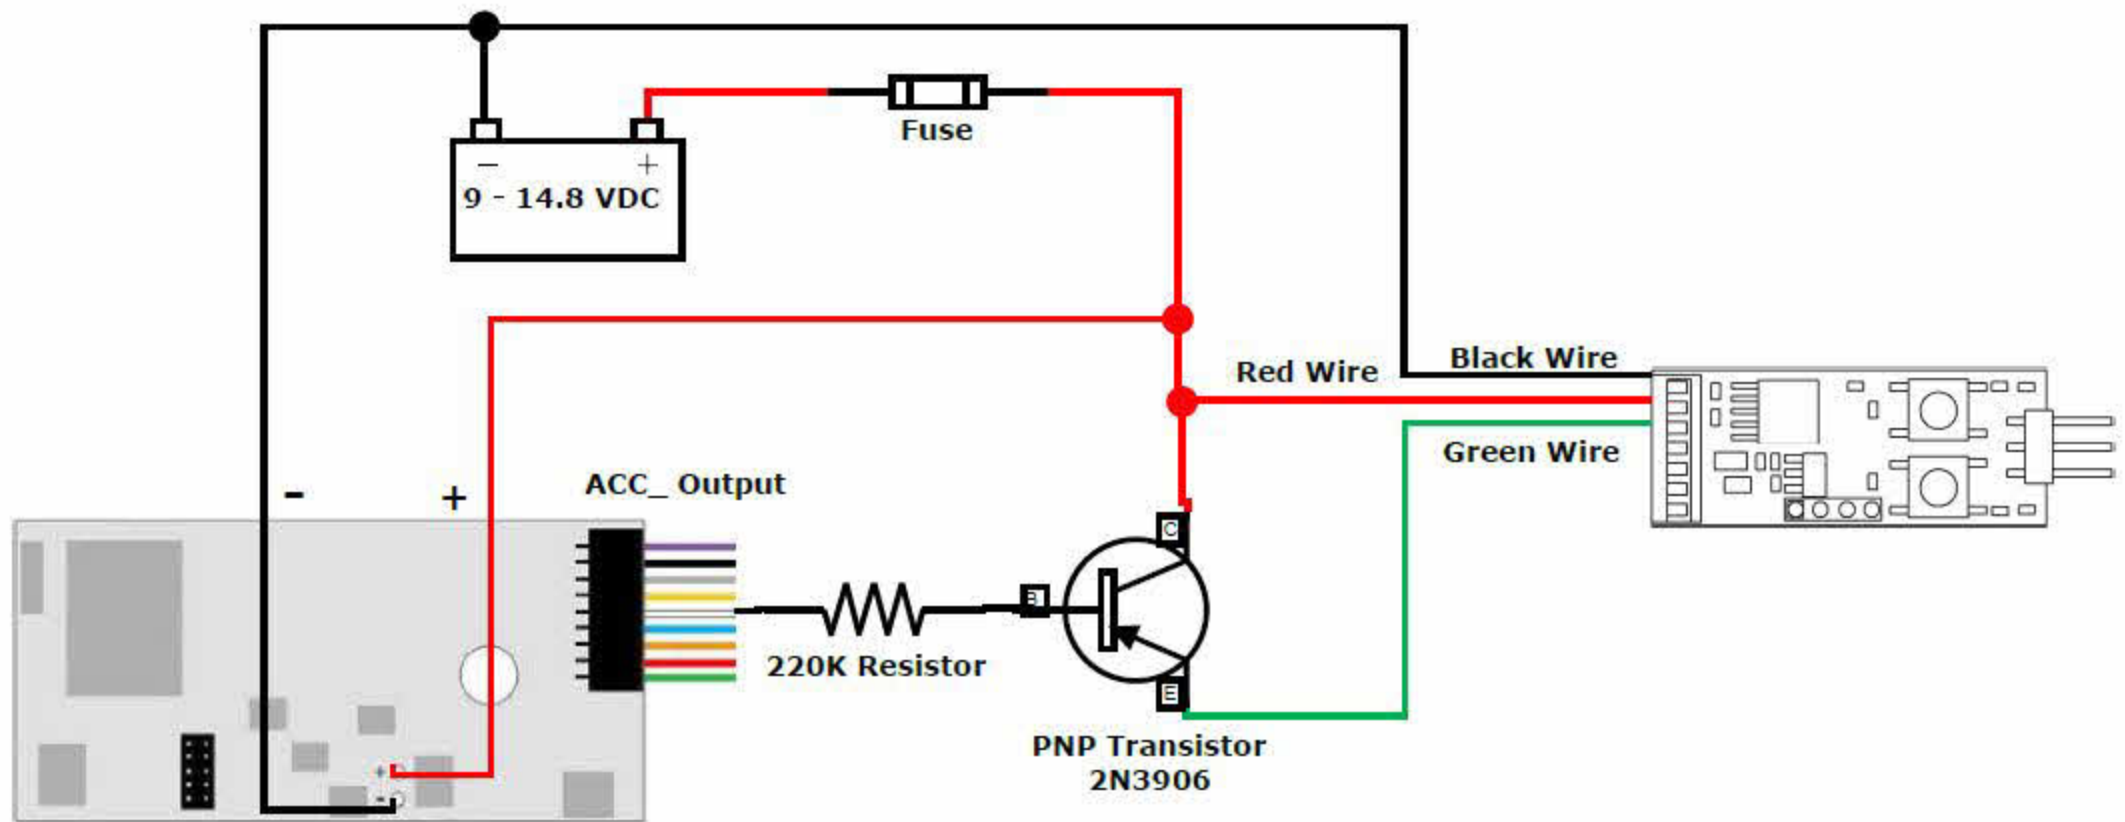 Fuse
− +
9 - 14.8 VDC
Red Wire
Black Wire
Green Wire
- +
ACC_ Output
C
B
220K Resistor
E
PNP Transistor
2N3906
+
-